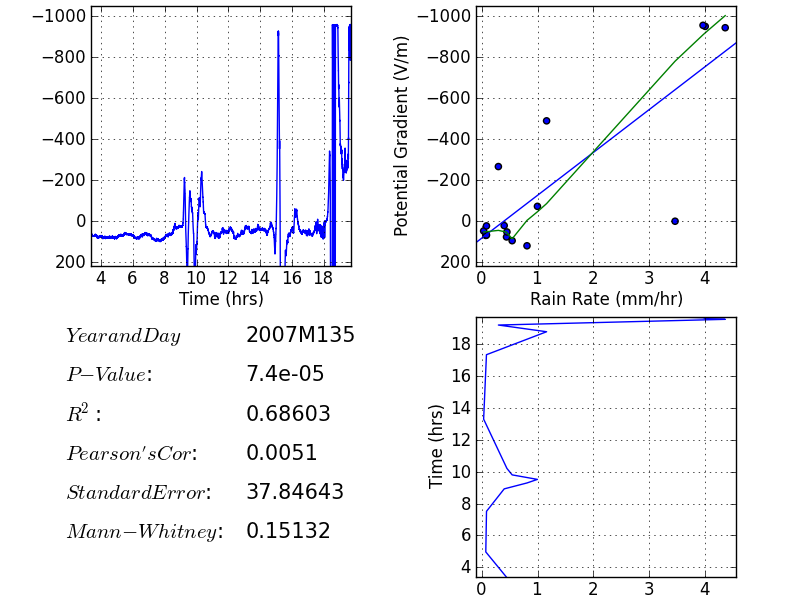 −1000
−800
−600
−400
−200
0
200
4 6 8 10 12 14 16 18
Time (hrs)
Potential Gradient (V/m)
−1000
−800
−600
−400
−200
0
200
0 1 2 3 4
Rain Rate (mm/hr)
YearandDay 2007M135
P−Value: 7.4e-05
R²: 0.68603
Pearson'sCor: 0.0051
StandardError: 37.84643
Mann−Whitney: 0.15132
Time (hrs)
18
16
14
12
10
8
6
4
0 1 2 3 4